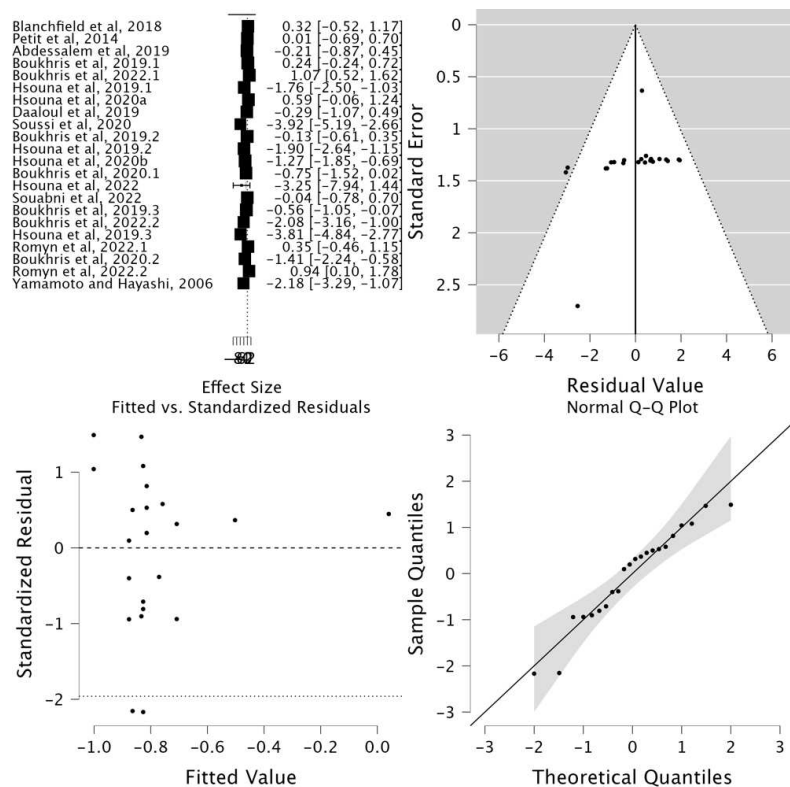 Blanchfield et al, 2018 0.32 [−0.52, 1.17]
Petit et al, 2014 0.01 [−0.69, 0.70]
Abdessalem et al, 2019 −0.21 [−0.87, 0.45]
Boukhris et al, 2019.1 0.24 [−0.24, 0.72]
Boukhris et al, 2022.1 1.07 [0.52, 1.62]
Hsouna et al, 2019.1 −1.76 [−2.50, −1.03]
Hsouna et al, 2020a 0.59 [−0.06, 1.24]
Daaloul et al, 2019 −0.29 [−1.07, 0.49]
Soussi et al, 2020 −3.92 [−5.19, −2.66]
Boukhris et al, 2019.2 −0.13 [−0.61, 0.35]
Hsouna et al, 2019.2 −1.90 [−2.64, −1.15]
Hsouna et al, 2020b −1.27 [−1.85, −0.69]
Boukhris et al, 2020.1 −0.75 [−1.52, 0.02]
Hsouna et al, 2022 −3.25 [−7.94, 1.44]
Souabni et al, 2022 −0.04 [−0.78, 0.70]
Boukhris et al, 2019.3 −0.56 [−1.05, −0.07]
Boukhris et al, 2022.2 −2.08 [−3.16, −1.00]
Hsouna et al, 2019.3 −3.81 [−4.84, −2.77]
Romyn et al, 2022.1 0.35 [−0.46, 1.15]
Boukhris et al, 2020.2 −1.41 [−2.24, −0.58]
Romyn et al, 2022.2 0.94 [0.10, 1.78]
Yamamoto and Hayashi, 2006 −2.18 [−3.29, −1.07]
Effect Size
Standard Error
0
0.5
1
1.5
2
2.5
−6 −4 −2 0 2 4 6
Residual Value
Fitted vs. Standardized Residuals
Standardized Residual
1
0
−1
−2
−1.0 −0.8 −0.6 −0.4 −0.2 0.0
Fitted Value
Normal Q−Q Plot
Sample Quantiles
3
2
1
0
−1
−2
−3
−3 −2 −1 0 1 2 3
Theoretical Quantiles